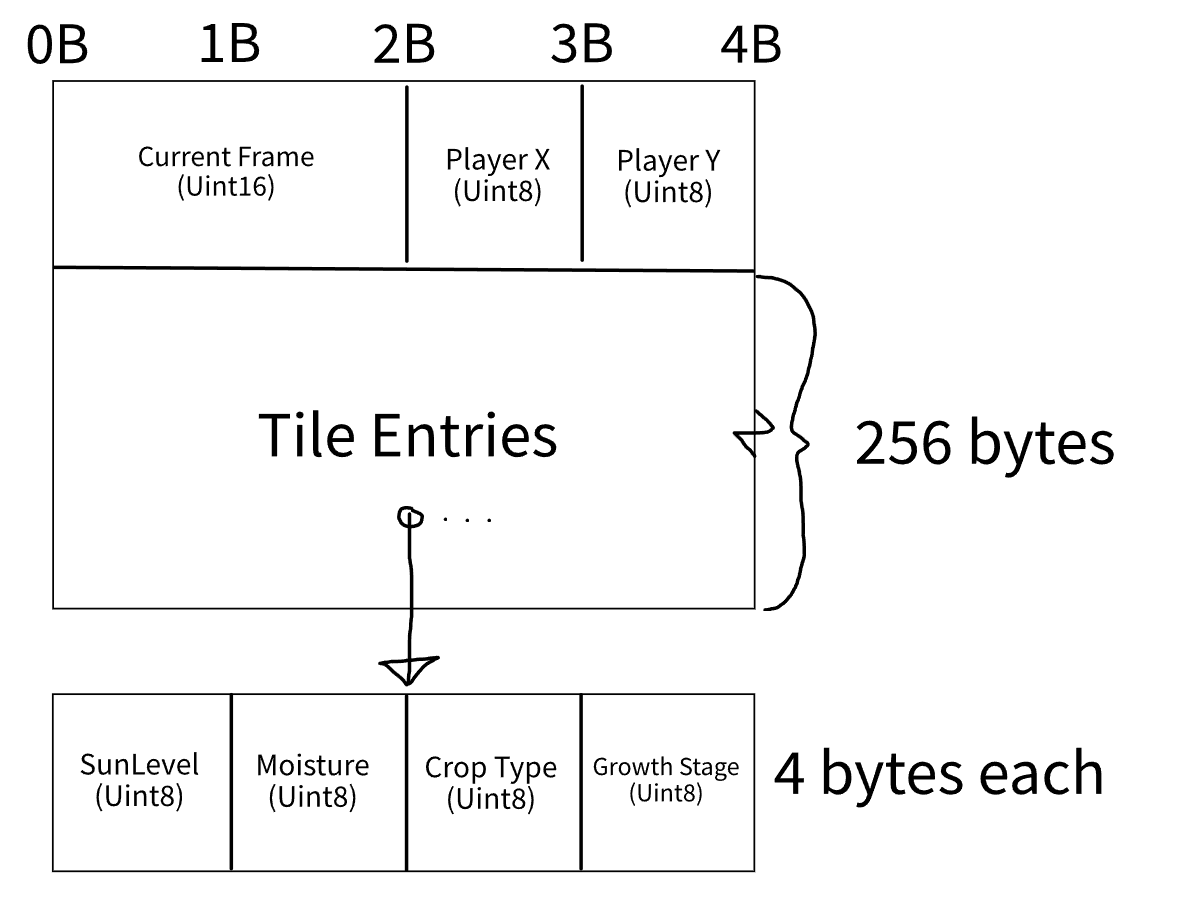 0B 1B 2B 3B 4B
Current Frame
(Uint16)
Player X
(Uint8)
Player Y
(Uint8)
Tile Entries
. . .
256 bytes
SunLevel
(Uint8)
Moisture
(Uint8)
Crop Type
(Uint8)
Growth Stage
(Uint8)
4 bytes each